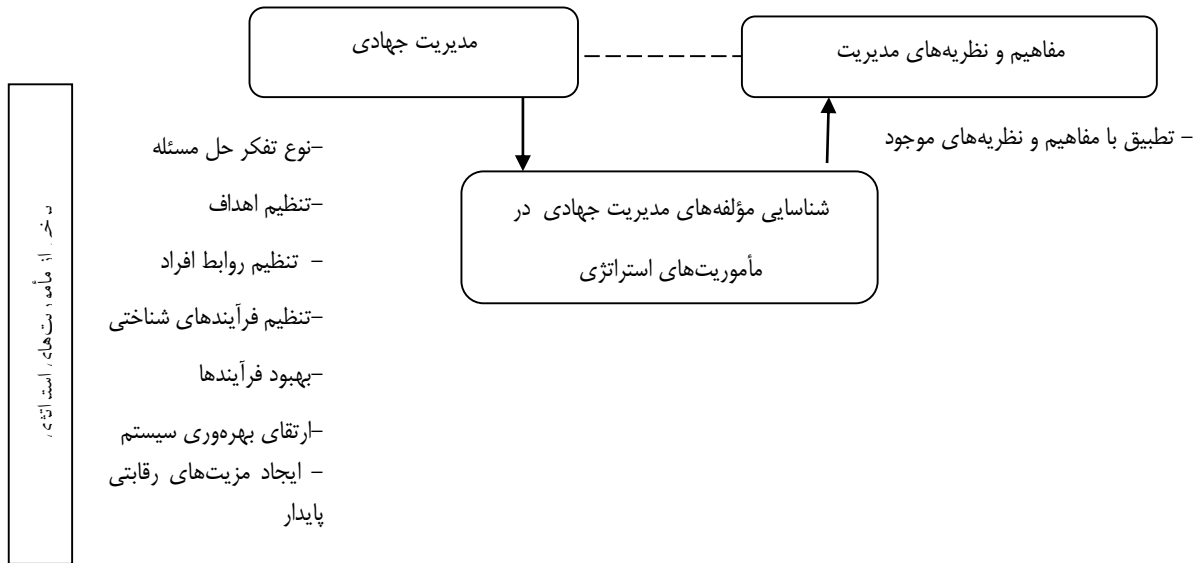 مدیریت جهادی
مفاهیم و نظریه‌های مدیریت
– تطبیق با مفاهیم و نظریه‌های موجود
شناسایی مؤلفه‌های مدیریت جهادی در
مأموریت‌های استراتژی
–نوع تفکر حل مسئله
–تنظیم اهداف
– تنظیم روابط افراد
–تنظیم فرآیندهای شناختی
–بهبود فرآیندها
–ارتقای بهره‌وری سیستم
– ایجاد مزیت‌های رقابتی
پایدار